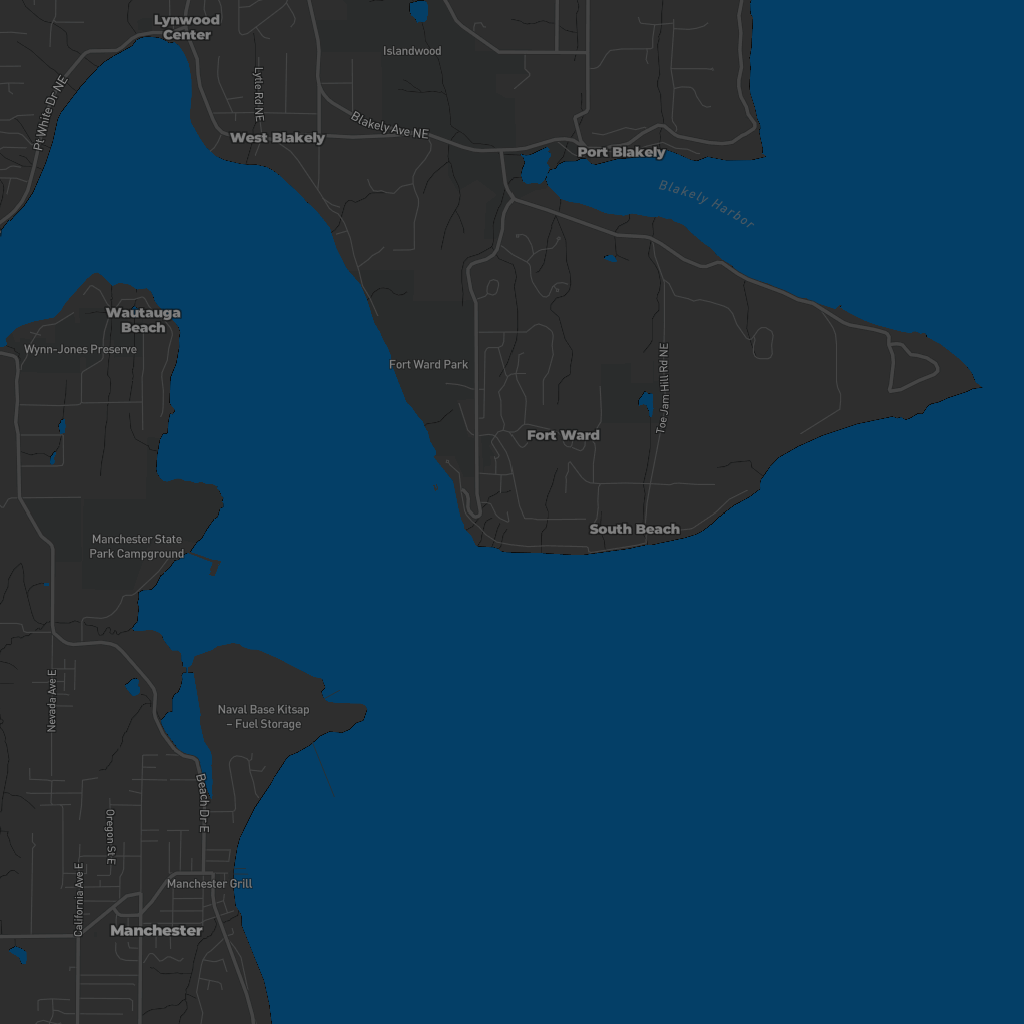 Lynwood
Center
Islandwood
Pt White Dr NE
Lytle Rd NE
Blakely Ave NE
West Blakely
Port Blakely
Blakely Harbor
Wautauga
Beach
Wynn-Jones Preserve
Fort Ward Park
Toe Jam Hill Rd NE
Fort Ward
South Beach
Manchester State
Park Campground
Nevada Ave E
Naval Base Kitsap
– Fuel Storage
Beach Dr E
Oregon St E
California Ave E
Manchester Grill
Manchester